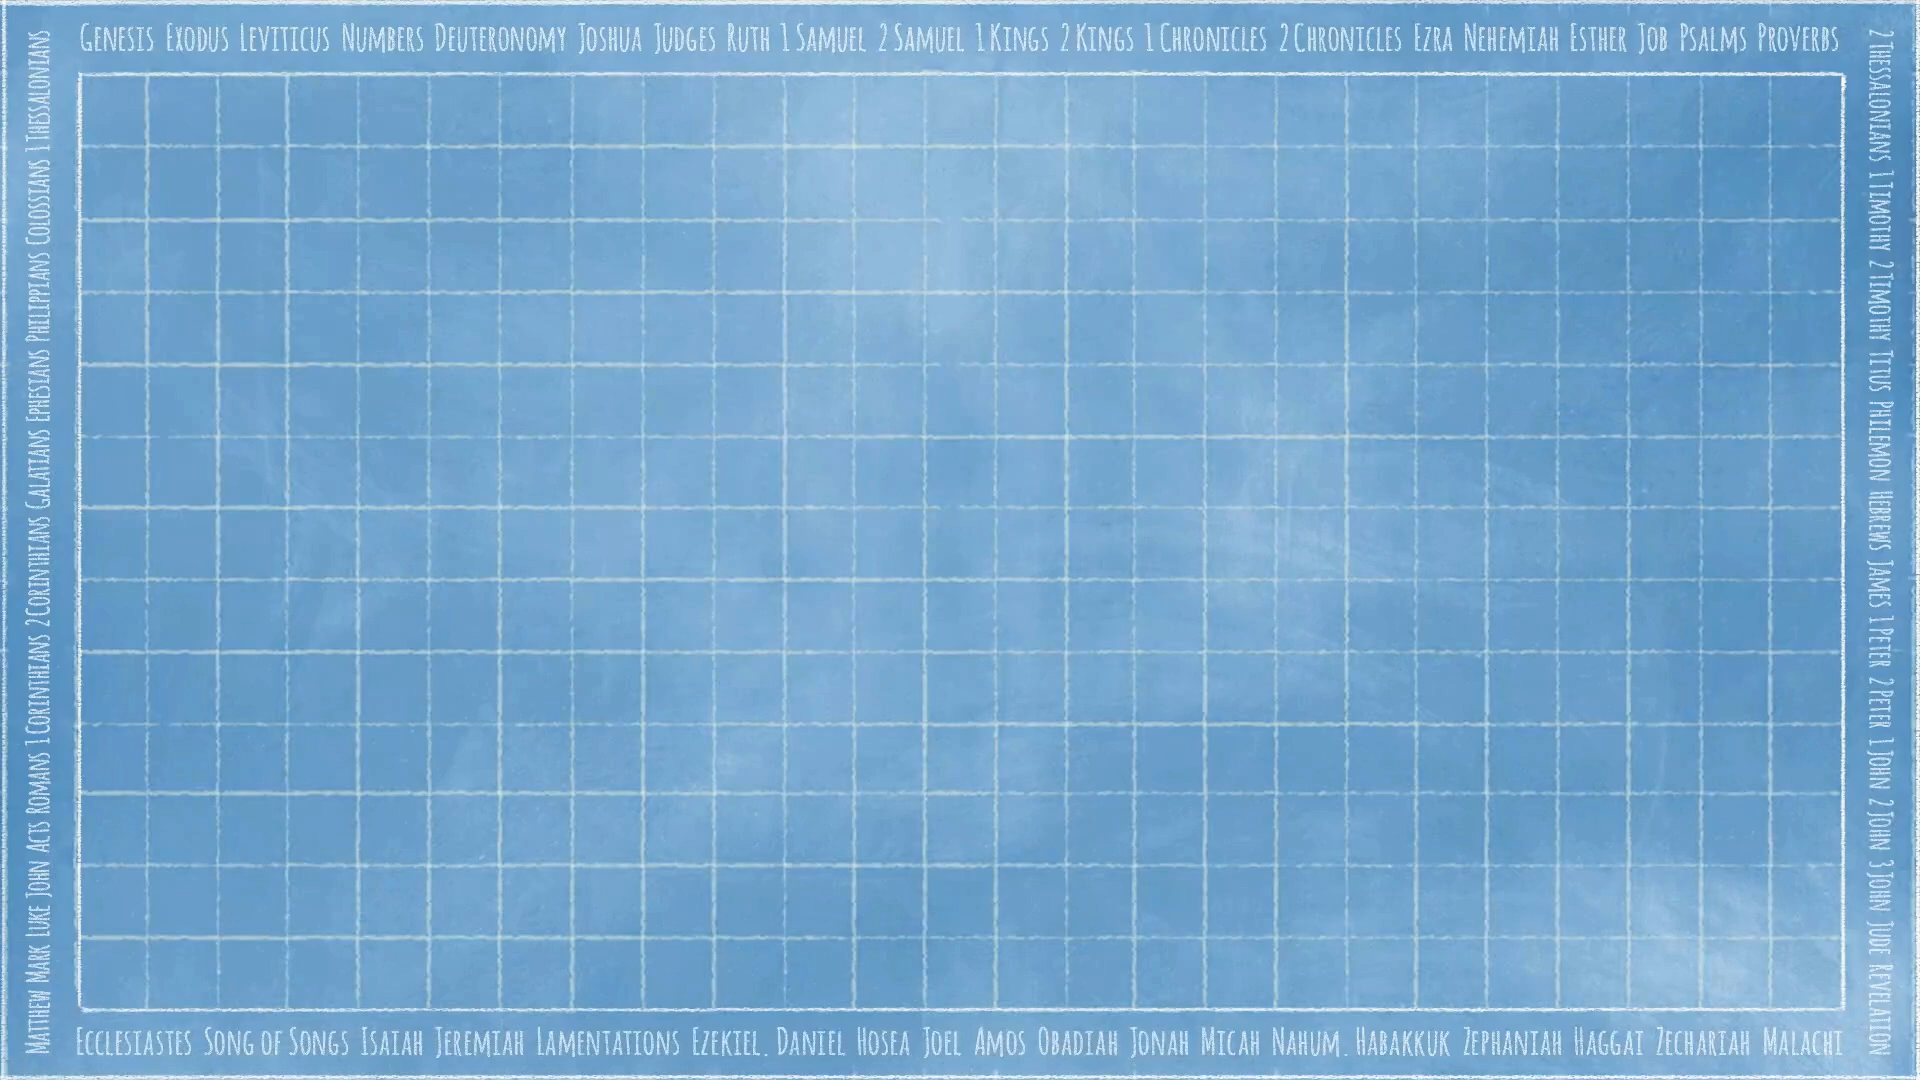 Genesis Exodus Leviticus Numbers Deuteronomy Joshua Judges Ruth 1 Samuel 2 Samuel 1 Kings 2 Kings 1 Chronicles 2 Chronicles Ezra Nehemiah Esther Job Psalms Proverbs
Ecclesiastes Song of Songs Isaiah Jeremiah Lamentations Ezekiel. Daniel Hosea Joel Amos Obadiah Jonah Micah Nahum. Habakkuk Zephaniah Haggai Zechariah Malachi
Matthew Mark Luke John Acts Romans 1 Corinthians 2 Corinthians Galatians Ephesians Philippians Colossians 1 Thessalonians
2 Thessalonians 1 Timothy 2 Timothy Titus Philemon Hebrews James 1 Peter 2 Peter 1 John 2 John 3 John Jude Revelation